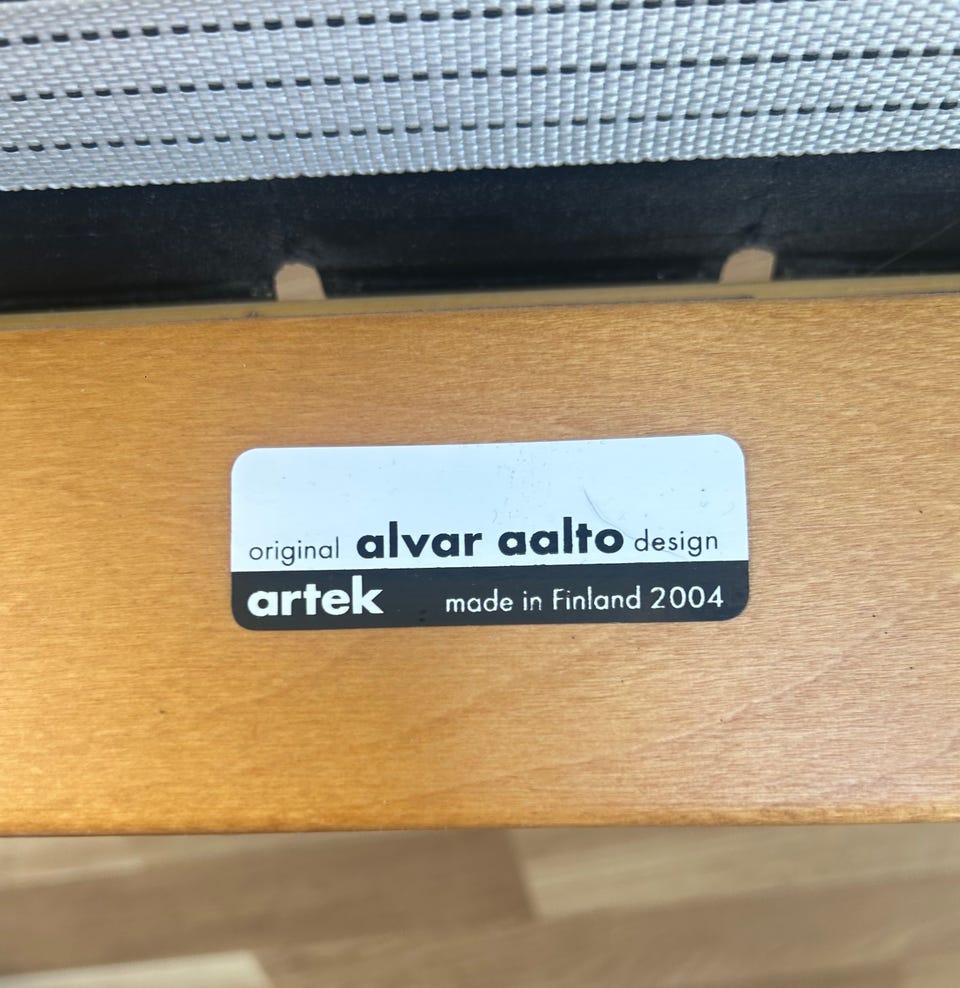 original alvar aalto design
artek made in Finland 2004